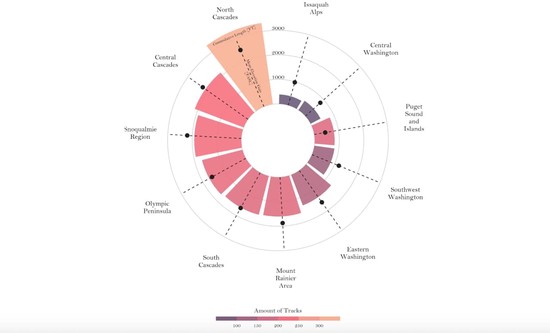 North
Cascades
Issaquah
Alps
3000
2000
1000
Central
Cascades
Central
Washington
Puget
Sound
and
Islands
Snoqualmie
Region
Southwest
Washington
Olympic
Peninsula
Eastern
Washington
South
Cascades
Mount
Rainier
Area
Amount of Tracks
100
150
200
250
300